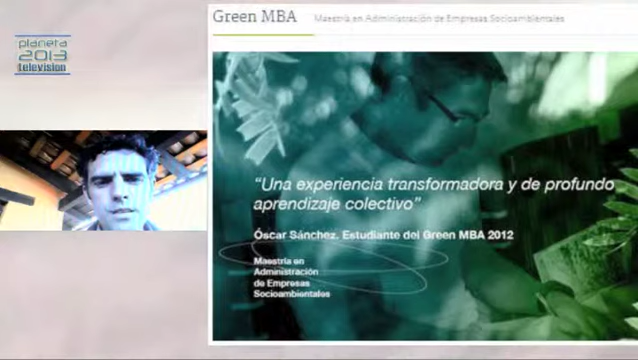 Green MBA
Maestría en Administración de Empresas Socioambientales
planeta
2013
television
“Una experiencia transformadora y de profundo
aprendizaje colectivo”
Óscar Sánchez. Estudiante del Green MBA 2012
Maestría en
Administración
de Empresas
Socioambientales